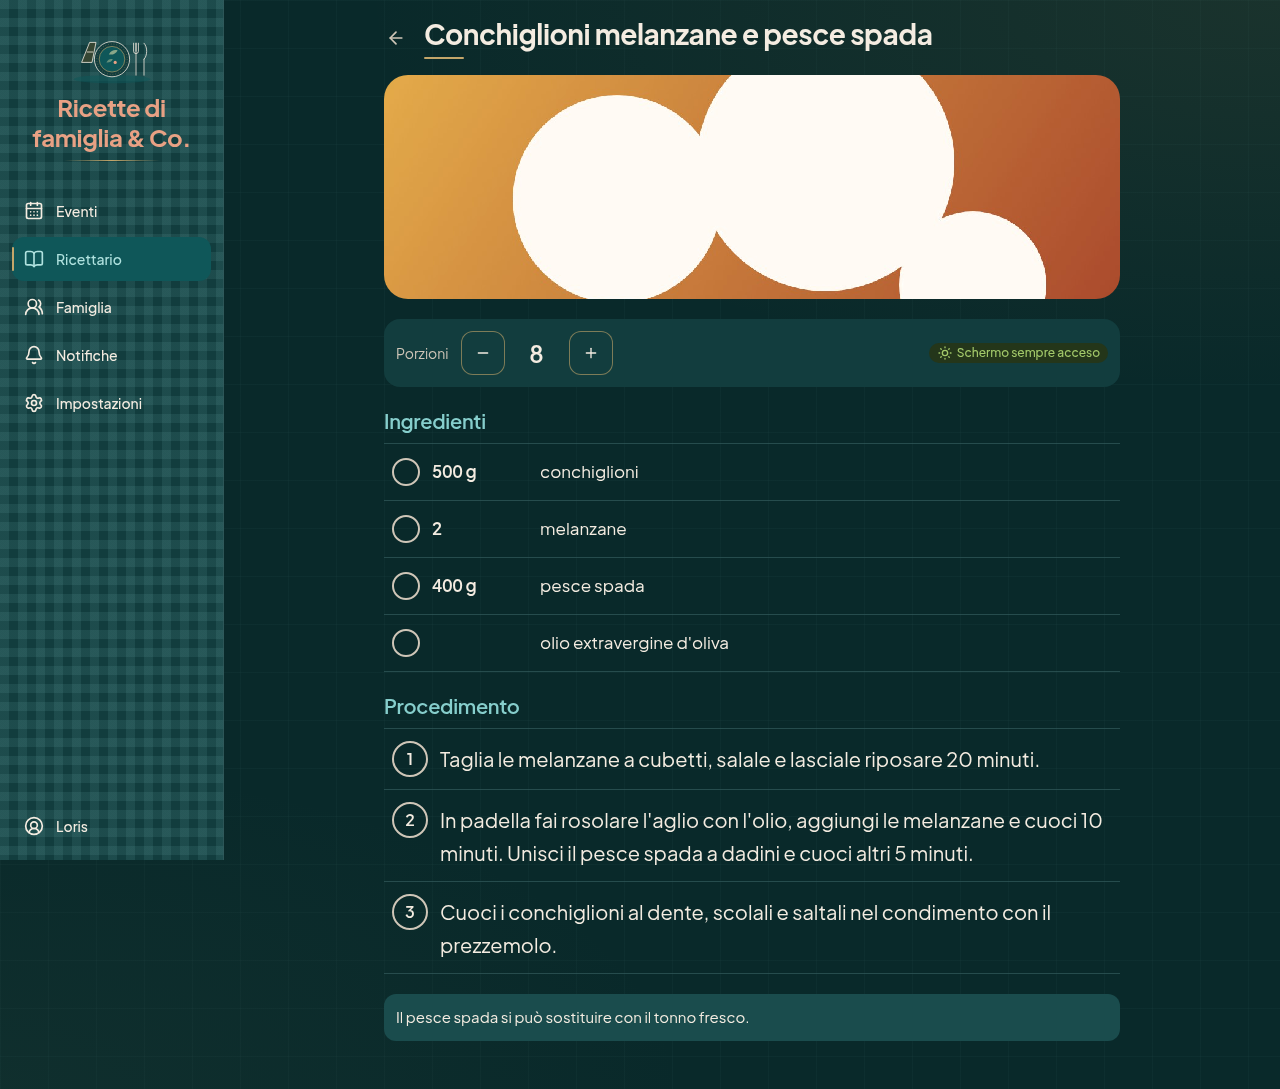 Ricette di
famiglia & Co.
Eventi
Ricettario
Famiglia
Notifiche
Impostazioni
Loris
Conchiglioni melanzane e pesce spada
Porzioni
8
Schermo sempre acceso
Ingredienti
500 g conchiglioni
2 melanzane
400 g pesce spada
olio extravergine d'oliva
Procedimento
1 Taglia le melanzane a cubetti, salale e lasciale riposare 20 minuti.
2 In padella fai rosolare l'aglio con l'olio, aggiungi le melanzane e cuoci 10
minuti. Unisci il pesce spada a dadini e cuoci altri 5 minuti.
3 Cuoci i conchiglioni al dente, scolali e saltali nel condimento con il
prezzemolo.
Il pesce spada si può sostituire con il tonno fresco.